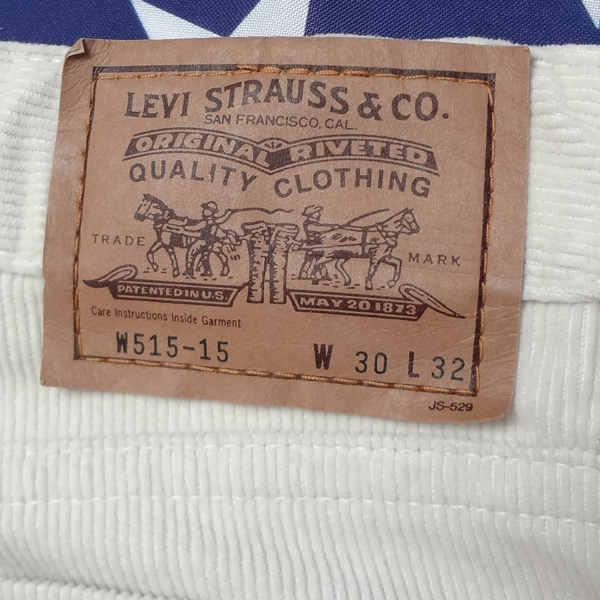 LEVI STRAUSS & CO.
SAN FRANCISCO, CAL.
ORIGINAL RIVETED
QUALITY CLOTHING
TRADE MARK
PATENTED IN U.S. MAY 20 1873
Care Instructions Inside Garment
W515-15 W 30 L 32
JS-529